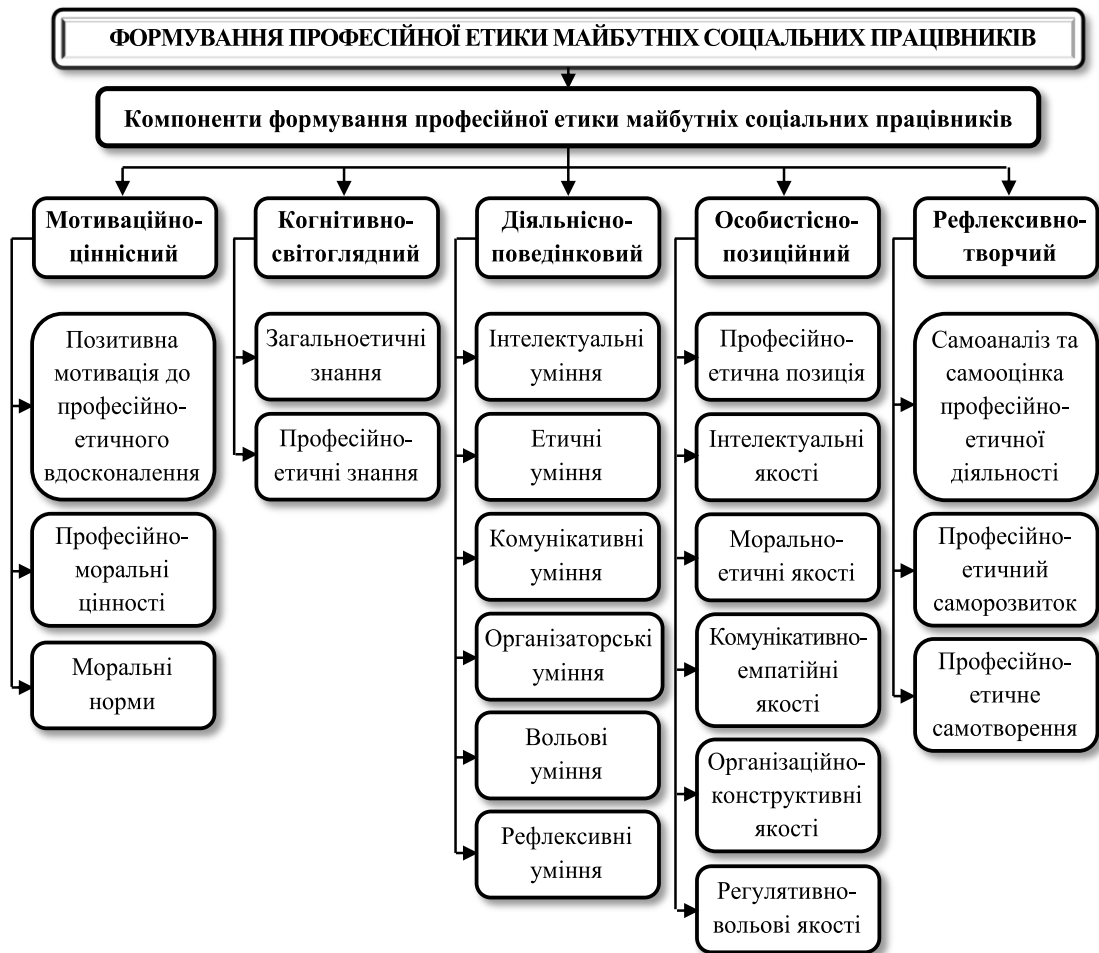 ФОРМУВАННЯ ПРОФЕСІЙНОЇ ЕТИКИ МАЙБУТНІХ СОЦІАЛЬНИХ ПРАЦІВНИКІВ
Компоненти формування професійної етики майбутніх соціальних працівників
Мотиваційно-
ціннісний
Позитивна
мотивація до
професійно-
етичного
вдосконалення
Професійно-
моральні
цінності
Моральні
норми
Когнітивно-
світоглядний
Загальноетичні
знання
Професійно-
етичні знання
Діяльнісно-
поведінковий
Інтелектуальні
уміння
Етичні
уміння
Комунікативні
уміння
Організаторські
уміння
Вольові
уміння
Рефлексивні
уміння
Особистісно-
позиційний
Професійно-
етична позиція
Інтелектуальні
якості
Морально-
етичні якості
Комунікативно-
емпатійні
якості
Організаційно-
конструктивні
якості
Регулятивно-
вольові якості
Рефлексивно-
творчий
Самоаналіз та
самооцінка
професійно-
етичної
діяльності
Професійно-
етичний
саморозвиток
Професійно-
етичне
самотворення